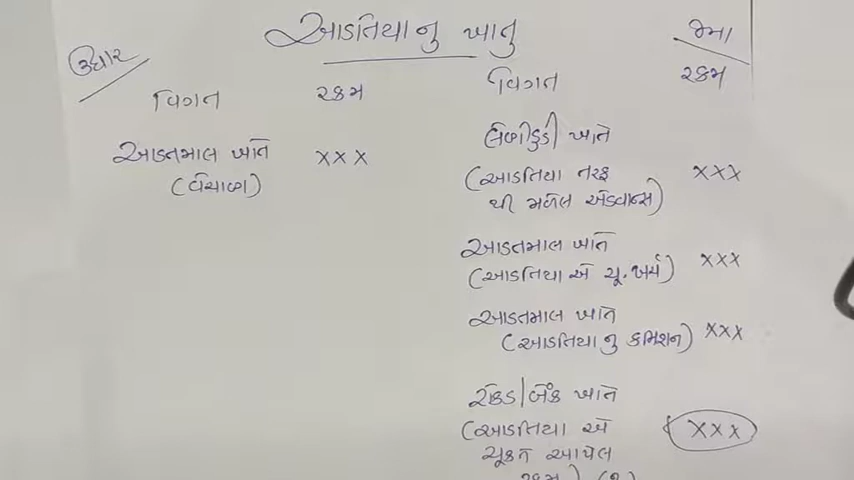 આડતિયાનુ ખાનુ
ઉધાર
જમા
વિગત રકમ વિગત રકમ
આડતમાલ ખાતે xxx
(વેચાણ)
લેણીહુંડી ખાતે
(આડતિયા તરફ xxx
થી મળેલ એડવાન્સ)
આડતમાલ ખાતે
(આડતિયા એ ચૂ. ખર્ચ) xxx
આડતમાલ ખાતે
(આડતિયાનુ કમિશન) xxx
રોકડ/બેંક ખાતે
(આડતિયા એ xxx
ચૂકતે આપેલ
રકમ)